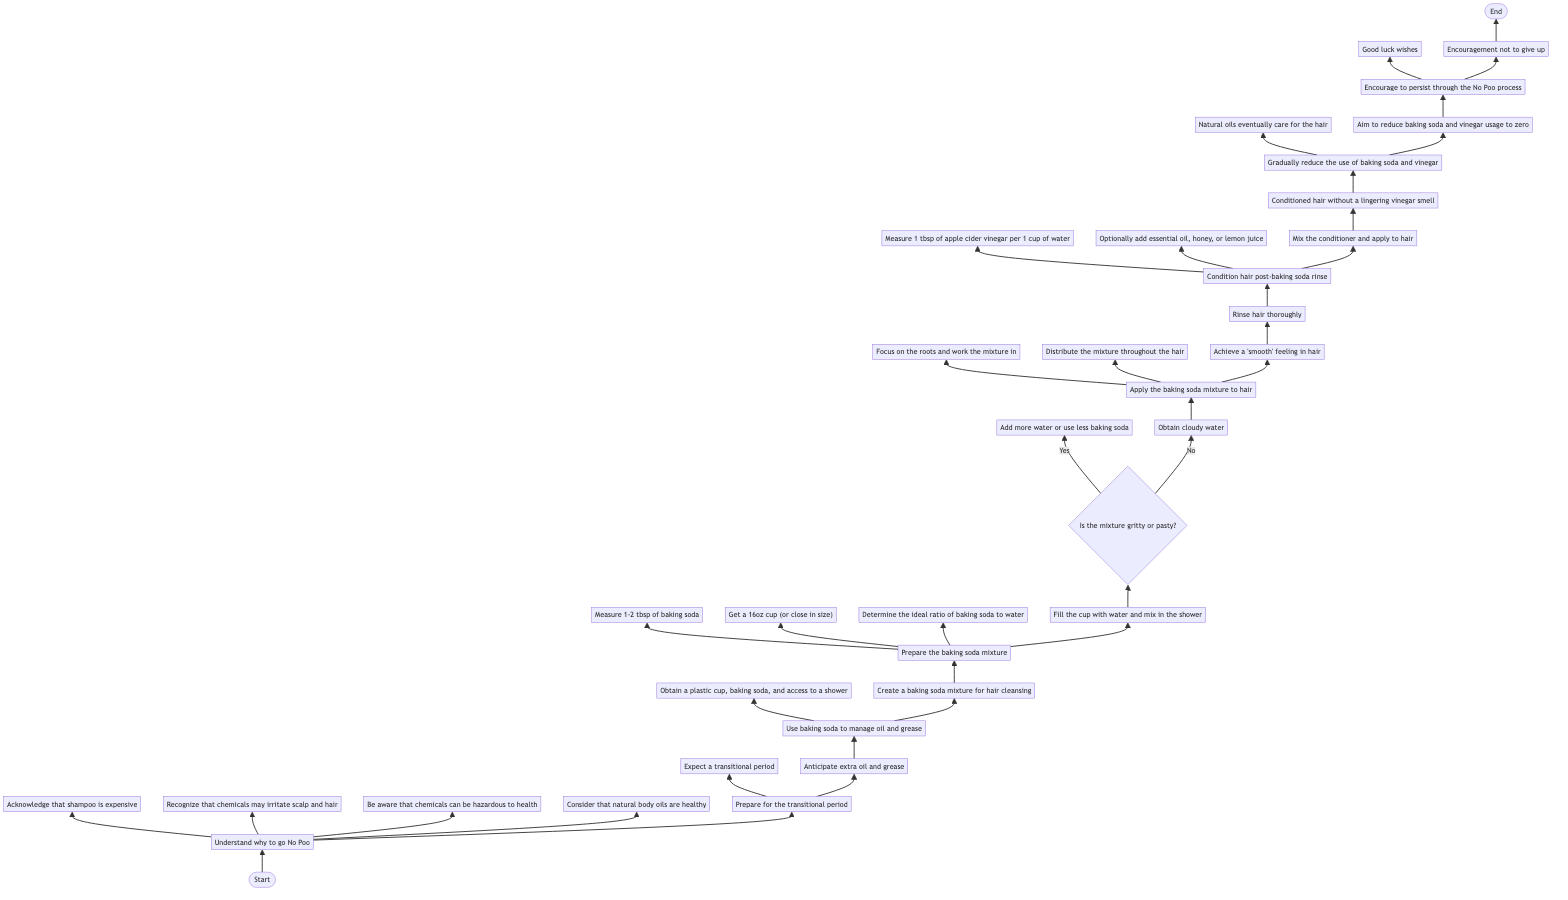 End
Good luck wishes
Encouragement not to give up
Encourage to persist through the No Poo process
Natural oils eventually care for the hair
Aim to reduce baking soda and vinegar usage to zero
Gradually reduce the use of baking soda and vinegar
Conditioned hair without a lingering vinegar smell
Measure 1 tbsp of apple cider vinegar per 1 cup of water
Optionally add essential oil, honey, or lemon juice
Mix the conditioner and apply to hair
Condition hair post-baking soda rinse
Rinse hair thoroughly
Focus on the roots and work the mixture in
Distribute the mixture throughout the hair
Achieve a 'smooth' feeling in hair
Apply the baking soda mixture to hair
Add more water or use less baking soda
Obtain cloudy water
Yes
No
Is the mixture gritty or pasty?
Measure 1-2 tbsp of baking soda
Get a 16oz cup (or close in size)
Determine the ideal ratio of baking soda to water
Fill the cup with water and mix in the shower
Prepare the baking soda mixture
Obtain a plastic cup, baking soda, and access to a shower
Create a baking soda mixture for hair cleansing
Use baking soda to manage oil and grease
Expect a transitional period
Anticipate extra oil and grease
Acknowledge that shampoo is expensive
Recognize that chemicals may irritate scalp and hair
Be aware that chemicals can be hazardous to health
Consider that natural body oils are healthy
Prepare for the transitional period
Understand why to go No Poo
Start